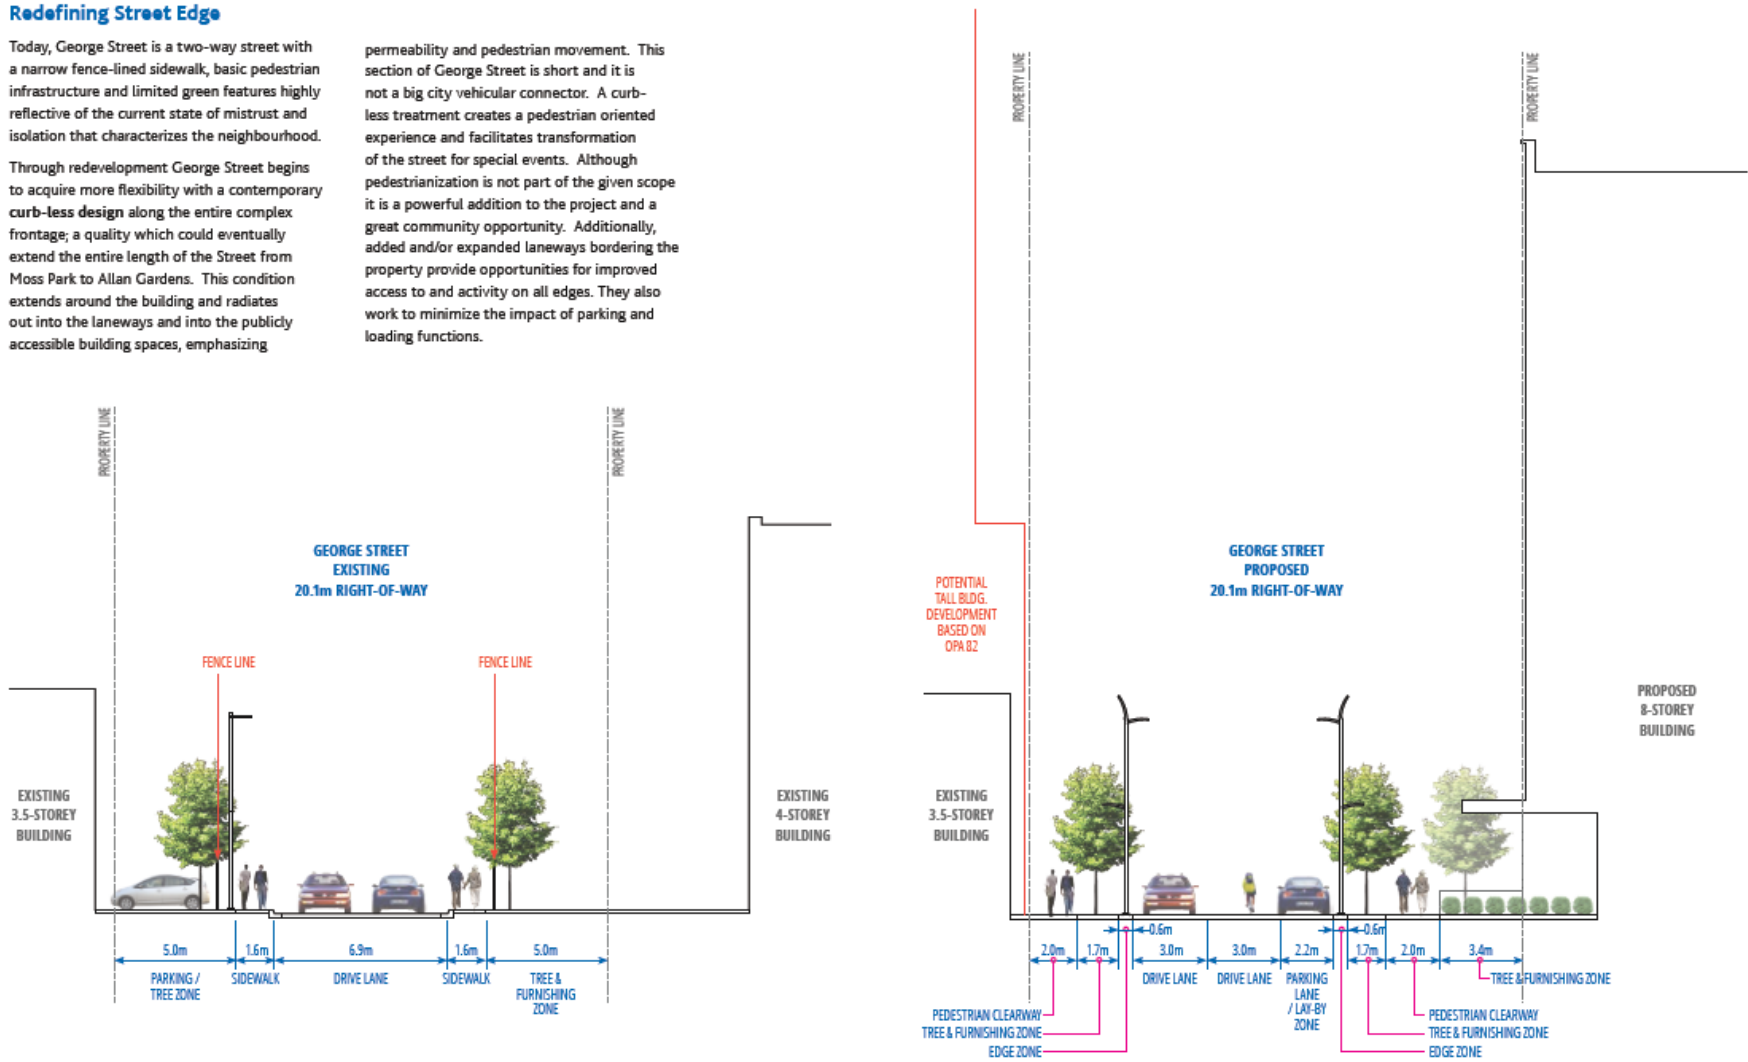 Redefining Street Edge
Today, George Street is a two-way street with
a narrow fence-lined sidewalk, basic pedestrian
infrastructure and limited green features highly
reflective of the current state of mistrust and
isolation that characterizes the neighbourhood.
Through redevelopment George Street begins
to acquire more flexibility with a contemporary
curb-less design along the entire complex
frontage; a quality which could eventually
extend the entire length of the Street from
Moss Park to Allan Gardens. This condition
extends around the building and radiates
out into the laneways and into the publicly
accessible building spaces, emphasizing
permeability and pedestrian movement. This
section of George Street is short and it is
not a big city vehicular connector. A curb-
less treatment creates a pedestrian oriented
experience and facilitates transformation
of the street for special events. Although
pedestrianization is not part of the given scope
it is a powerful addition to the project and a
great community opportunity. Additionally,
added and/or expanded laneways bordering the
property provide opportunities for improved
access to and activity on all edges. They also
work to minimize the impact of parking and
loading functions.
PROPERTY LINE
PROPERTY LINE
GEORGE STREET
EXISTING
20.1m RIGHT-OF-WAY
FENCE LINE
FENCE LINE
EXISTING
3.5-STOREY
BUILDING
EXISTING
4-STOREY
BUILDING
5.0m
1.6m
6.9m
1.6m
5.0m
PARKING /
TREE ZONE
SIDEWALK
DRIVE LANE
SIDEWALK
TREE &
FURNISHING
ZONE
PROPERTY LINE
PROPERTY LINE
GEORGE STREET
PROPOSED
20.1m RIGHT-OF-WAY
POTENTIAL
TALL BLDG.
DEVELOPMENT
BASED ON
OPA 82
PROPOSED
8-STOREY
BUILDING
EXISTING
3.5-STOREY
BUILDING
0.6m
0.6m
2.0m
1.7m
3.0m
3.0m
2.2m
1.7m
2.0m
3.4m
DRIVE LANE
DRIVE LANE
PARKING
LANE
/ LAY-BY
ZONE
TREE & FURNISHING ZONE
PEDESTRIAN CLEARWAY
TREE & FURNISHING ZONE
EDGE ZONE
PEDESTRIAN CLEARWAY
TREE & FURNISHING ZONE
EDGE ZONE